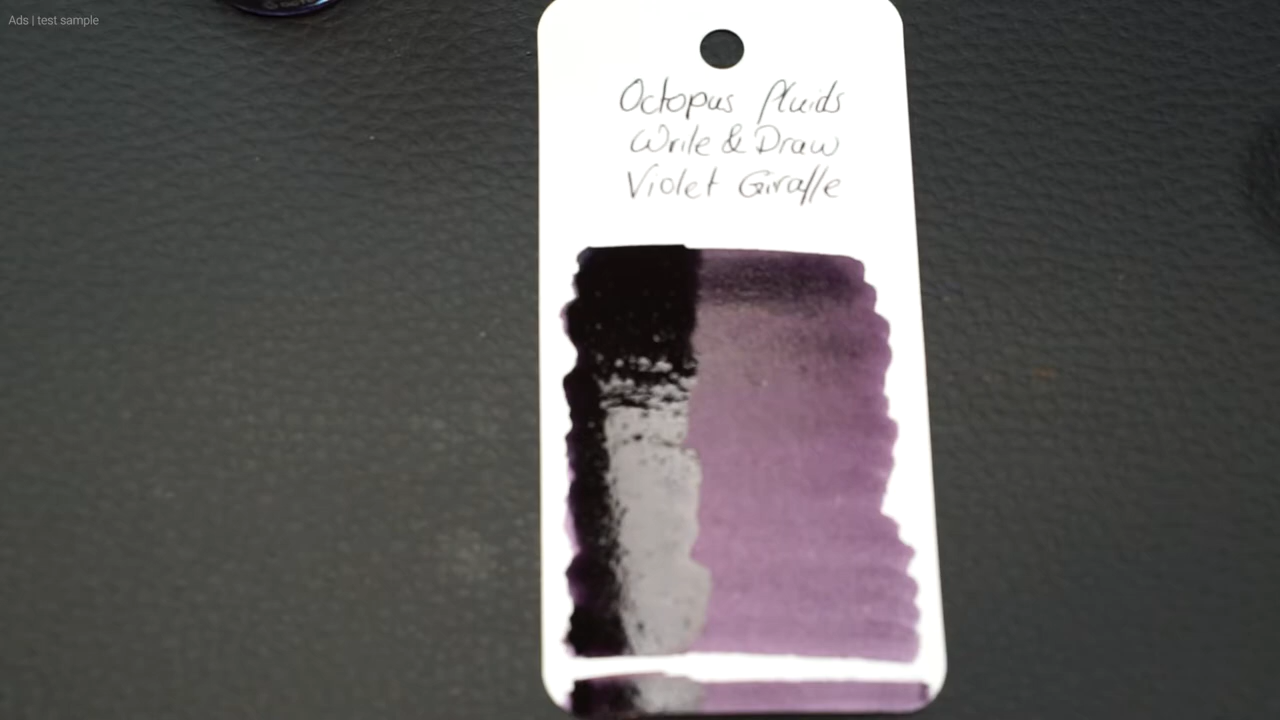 Ads | test sample
Octopus fluids
Write & Draw
Violet Giraffe